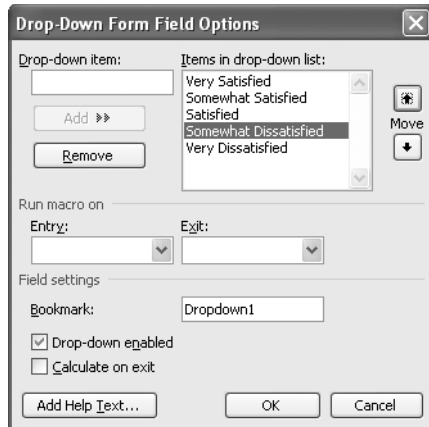 Drop-Down Form Field Options
Drop-down item:
Items in drop-down list:
Very Satisfied
Somewhat Satisfied
Satisfied
Somewhat Dissatisfied
Very Dissatisfied
Add
Remove
Move
Run macro on
Entry:
Exit:
Field settings
Bookmark:
Dropdown1
Drop-down enabled
Calculate on exit
Add Help Text...
OK
Cancel